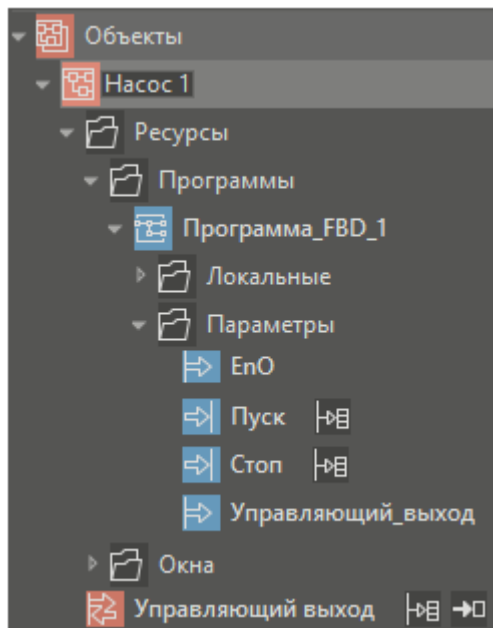 Объекты
Насос 1
Ресурсы
Программы
Программа_FBD_1
Локальные
Параметры
EnO
Пуск
Стоп
Управляющий_выход
Окна
Управляющий выход